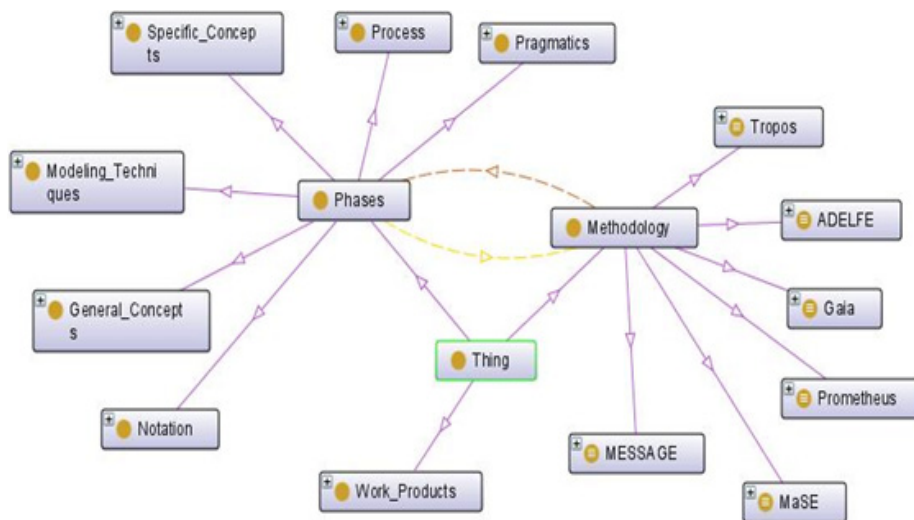 Specific_Concep
ts
Process
Pragmatics
Tropos
Modeling_Techni
ques
Phases
Methodology
ADELFE
General_Concept
s
Gaia
Thing
Prometheus
Notation
MESSAGE
Work_Products
MaSE